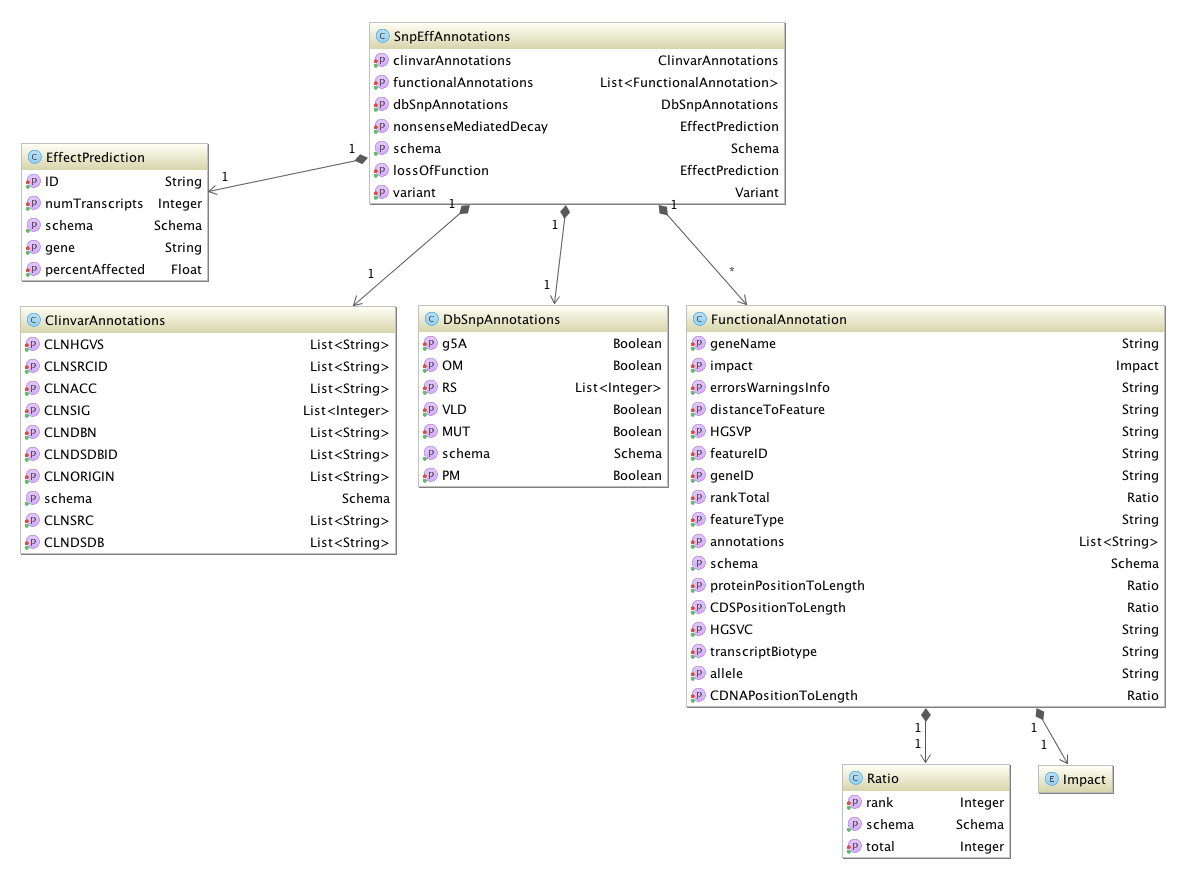 C SnpEffAnnotations
P clinvarAnnotations ClinvarAnnotations
P functionalAnnotations List<FunctionalAnnotation>
P dbSnpAnnotations DbSnpAnnotations
P nonsenseMediatedDecay EffectPrediction
P schema Schema
P lossOfFunction EffectPrediction
P variant Variant
1
1
C EffectPrediction
P ID String
P numTranscripts Integer
P schema Schema
P gene String
P percentAffected Float
1
1
1
1
1
*
C ClinvarAnnotations
P CLNHGVS List<String>
P CLNSRCID List<String>
P CLNACC List<String>
P CLNSIG List<Integer>
P CLNDBN List<String>
P CLNDSDBID List<String>
P CLNORIGIN List<String>
P schema Schema
P CLNSRC List<String>
P CLNDSDB List<String>
C DbSnpAnnotations
P g5A Boolean
P OM Boolean
P RS List<Integer>
P VLD Boolean
P MUT Boolean
P schema Schema
P PM Boolean
C FunctionalAnnotation
P geneName String
P impact Impact
P errorsWarningsInfo String
P distanceToFeature String
P HGSVP String
P featureID String
P geneID String
P rankTotal Ratio
P featureType String
P annotations List<String>
P schema Schema
P proteinPositionToLength Ratio
P CDSPositionToLength Ratio
P HGSVC String
P transcriptBiotype String
P allele String
P CDNAPositionToLength Ratio
1
1
1
1
C Ratio
P rank Integer
P schema Schema
P total Integer
E Impact